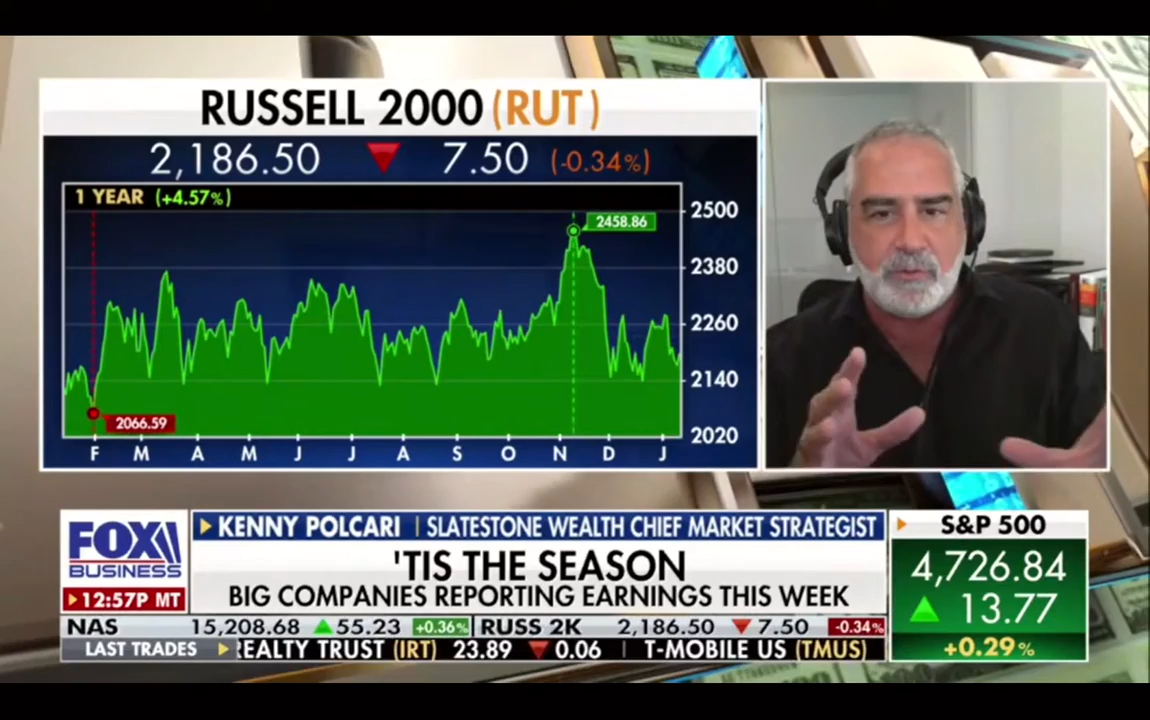 RUSSELL 2000 (RUT)
2,186.50 ▼ 7.50 (-0.34%)
1 YEAR (+4.57%)
2458.86
2066.59
2500
2380
2260
2140
2020
F M A M J J A S O N D J
FOX BUSINESS
▶12:57P MT
▶KENNY POLCARI | SLATESTONE WEALTH CHIEF MARKET STRATEGIST
'TIS THE SEASON
BIG COMPANIES REPORTING EARNINGS THIS WEEK
S&P 500
4,726.84
▲ 13.77
+0.29%
NAS 15,208.68 ▲55.23 +0.36% RUSS 2K 2,186.50 ▼7.50 -0.34%
LAST TRADES ▶ REALTY TRUST (IRT) 23.89 ▼ 0.06 | T-MOBILE US (TMUS)